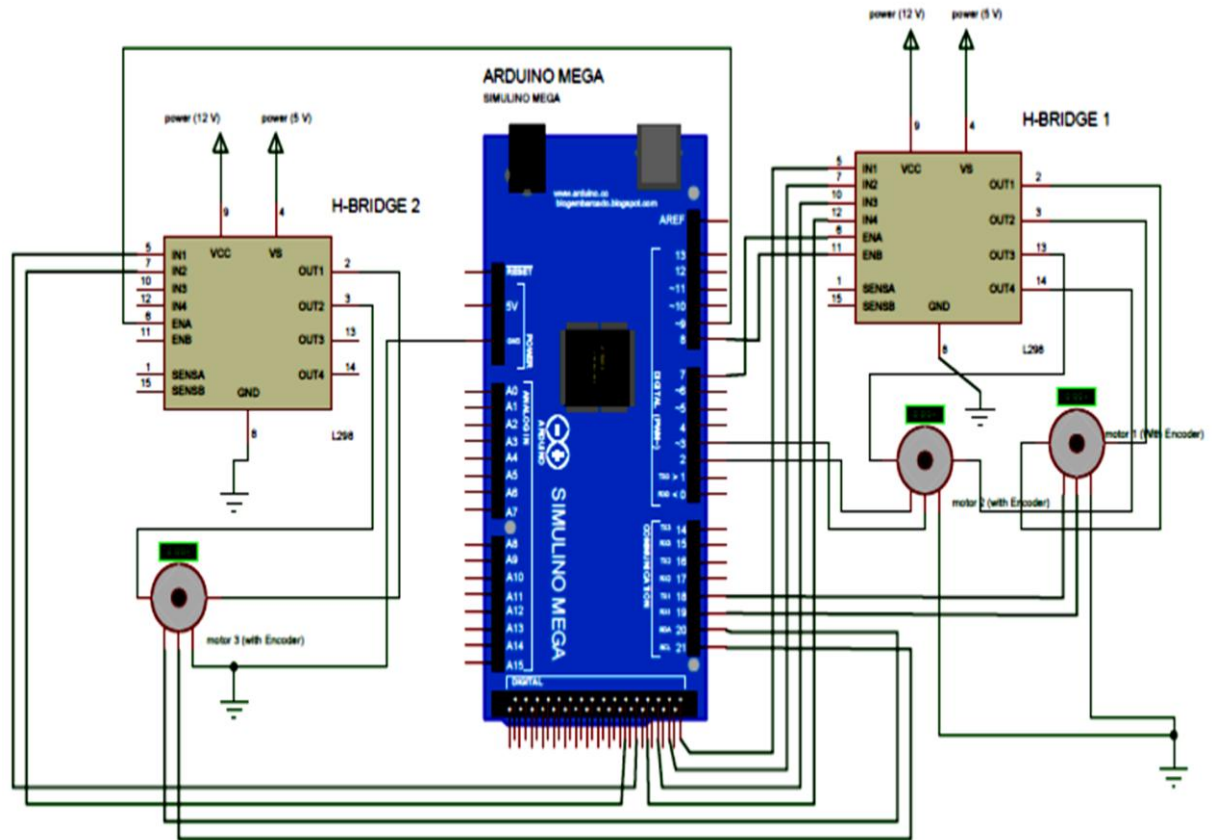 power (12 V)
power (5 V)
ARDUINO MEGA
SIMULINO MEGA
H-BRIDGE 1
9
4
5
7
10
12
6
11
1
15
IN1
IN2
IN3
IN4
ENA
ENB
SENSA
SENSB
VCC
VS
GND
OUT1
OUT2
OUT3
OUT4
2
3
13
14
8
L298
power (12 V)
power (5 V)
H-BRIDGE 2
9
4
5
7
10
12
6
11
1
15
IN1
IN2
IN3
IN4
ENA
ENB
SENSA
SENSB
VCC
VS
GND
OUT1
OUT2
OUT3
OUT4
2
3
13
14
8
L298
www.arduino.cc
blogembarcado.blogspot.com
AREF
13
12
~11
~10
~9
8
7
~6
~5
4
~3
2
TX0 > 1
RX0 < 0
DIGITAL (PWM~)
TX3 14
RX3 15
TX2 16
RX2 17
TX1 18
RX1 19
SDA 20
SCL 21
COMMUNICATION
RESET
5V
GND
POWER
A0
A1
A2
A3
A4
A5
A6
A7
A8
A9
A10
A11
A12
A13
A14
A15
ANALOG IN
ARDUINO
SIMULINO MEGA
DIGITAL
motor 1 (With Encoder)
motor 2 (with Encoder)
motor 3 (with Encoder)